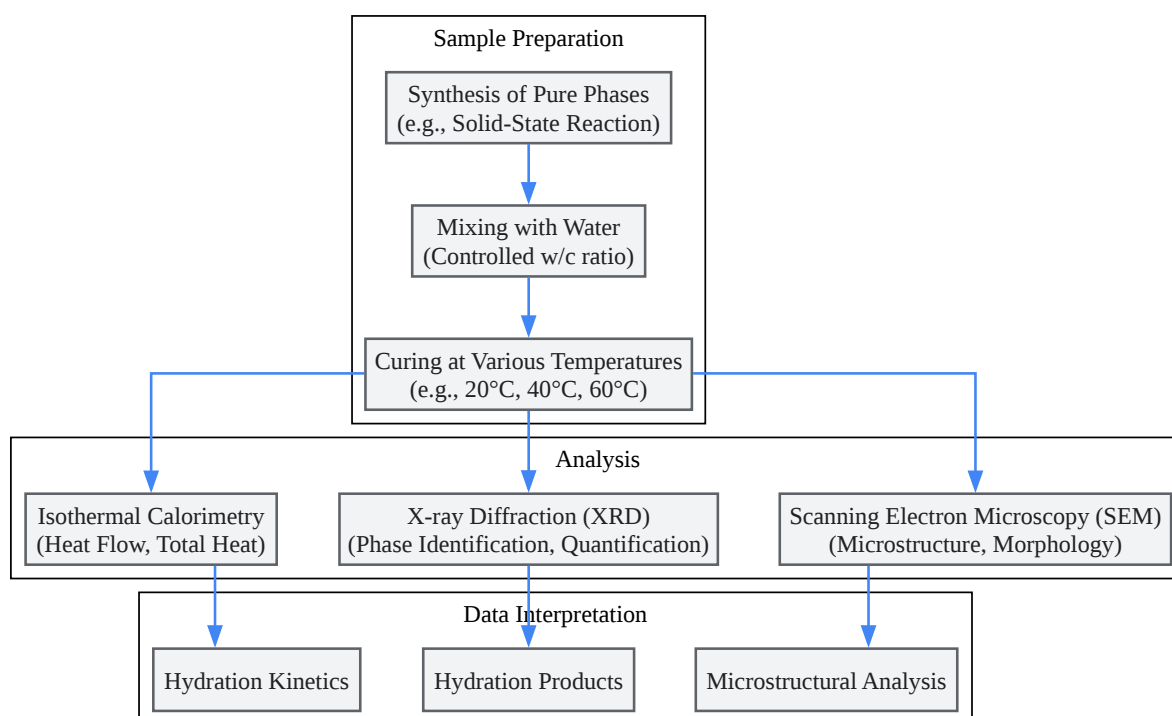 Sample Preparation
Synthesis of Pure Phases
(e.g., Solid-State Reaction)
Mixing with Water
(Controlled w/c ratio)
Curing at Various Temperatures
(e.g., 20°C, 40°C, 60°C)
Analysis
Isothermal Calorimetry
(Heat Flow, Total Heat)
X-ray Diffraction (XRD)
(Phase Identification, Quantification)
Scanning Electron Microscopy (SEM)
(Microstructure, Morphology)
Data Interpretation
Hydration Kinetics
Hydration Products
Microstructural Analysis